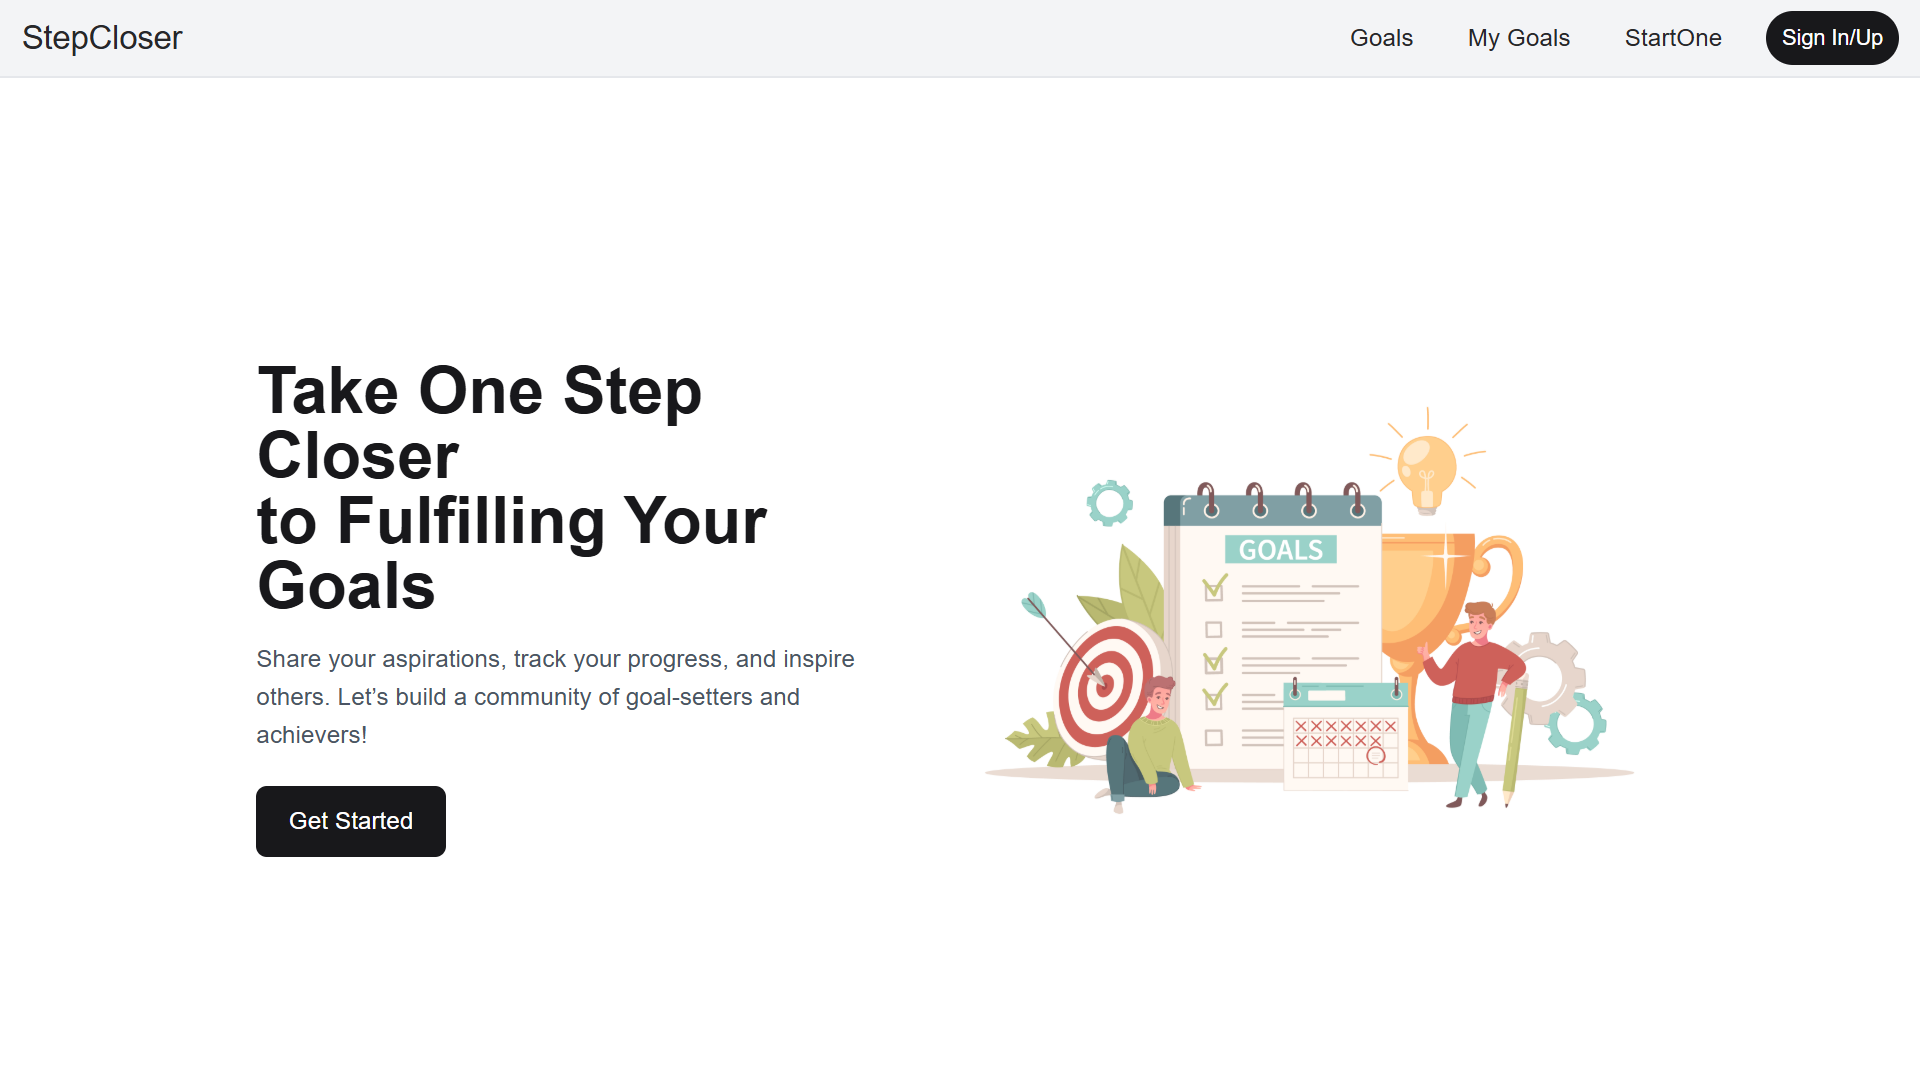 StepCloser
Goals
My Goals
StartOne
Sign In/Up
Take One Step
Closer
to Fulfilling Your
Goals
Share your aspirations, track your progress, and inspire
others. Let’s build a community of goal-setters and
achievers!
Get Started
GOALS